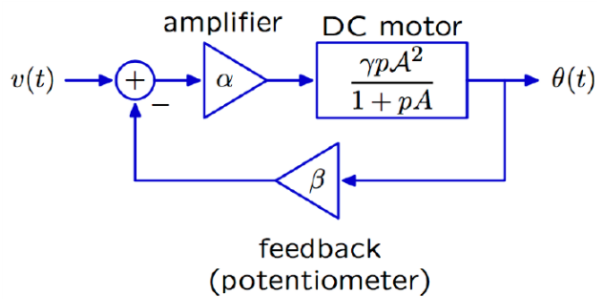 amplifier DC motor
v(t) + − α γp𝒜² / 1 + pA θ(t)
β
feedback
(potentiometer)